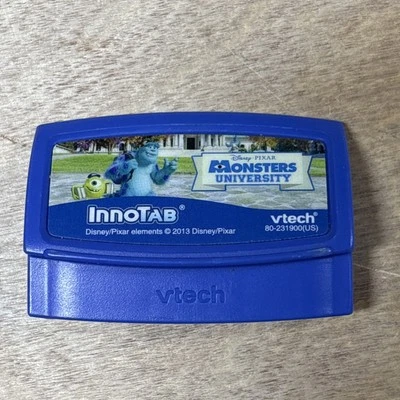 Disney·PIXAR
MONSTERS
UNIVERSITY
INNOTAB®
vtech®
Disney/Pixar elements © 2013 Disney/Pixar
80-231900(US)
vtech